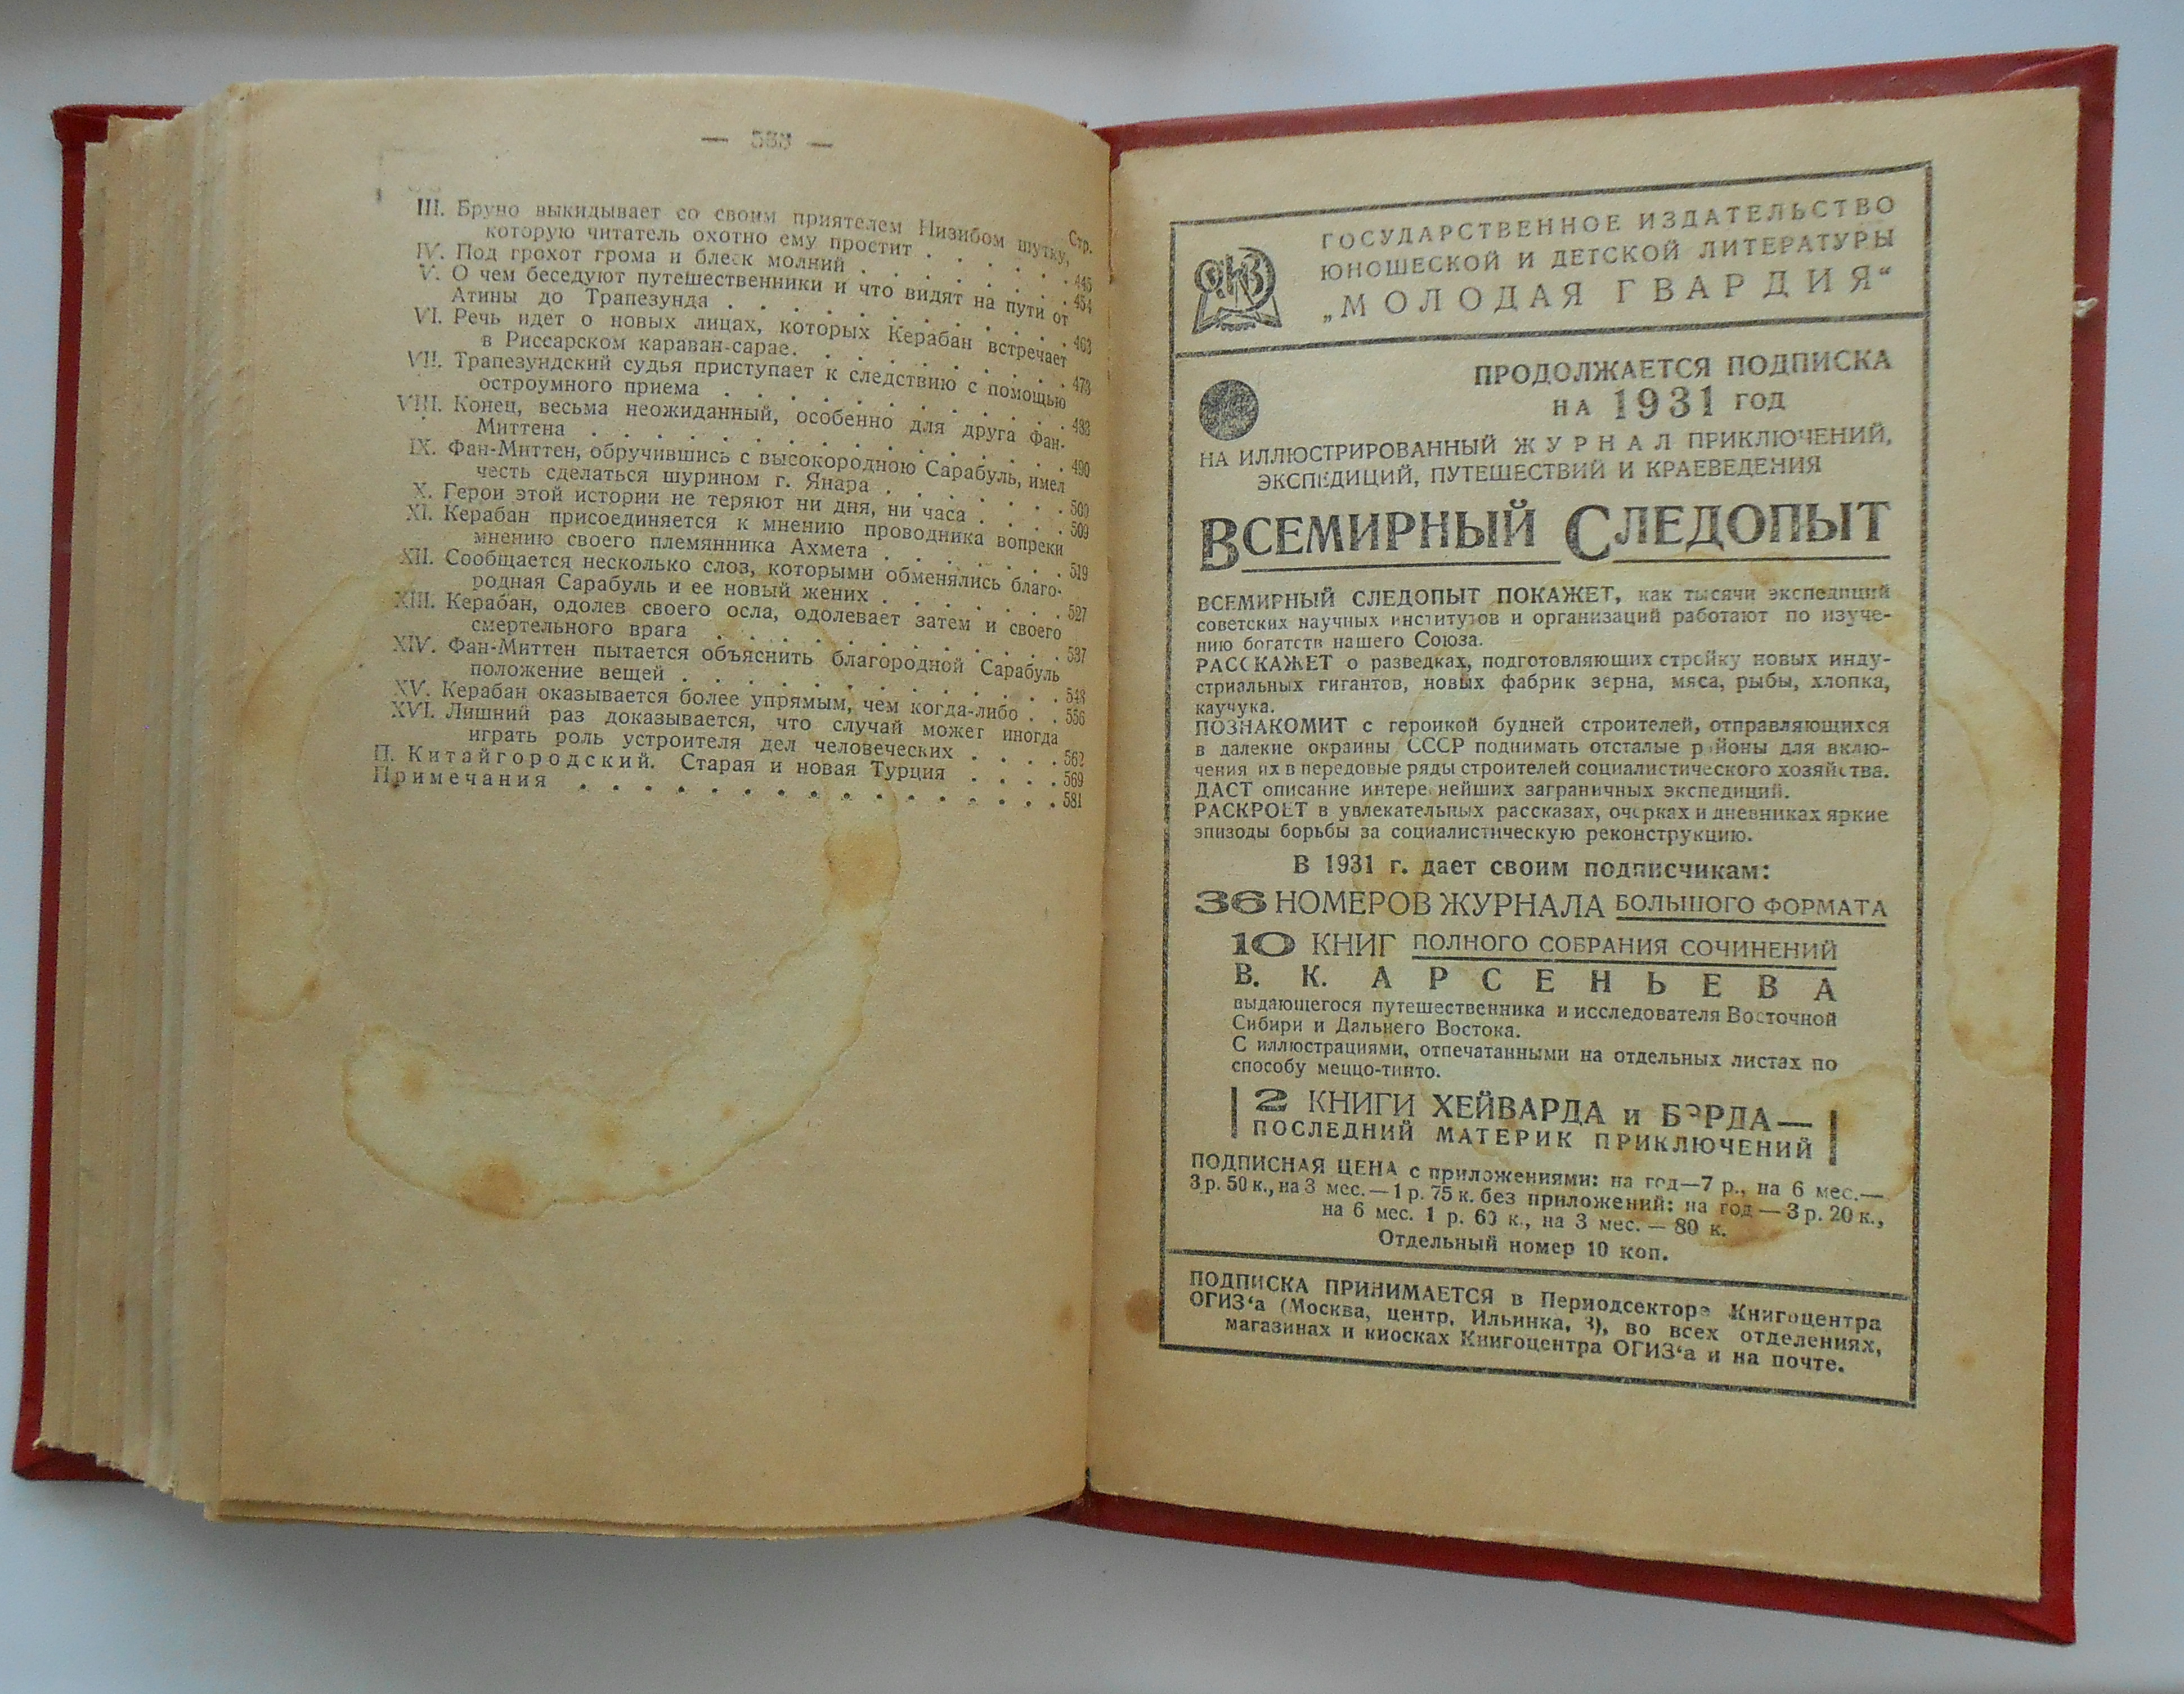 Стр.
III. Бруно выкидывает со своим приятелем Низибом шутку,
которую читатель охотно ему простит . . . . . . 445
IV. Под грохот грома и блеск молний . . . . . . . . 454
V. О чем беседуют путешественники и что видят на пути от
Атины до Трапезунда . . . . . . . . . . . . 463
VI. Речь идет о новых лицах, которых Керабан встречает
в Риссарском караван-сарае. . . . . . . . . . 473
VII. Трапезундский судья приступает к следствию с помощью
остроумного приема . . . . . . . . . . . . 483
VIII. Конец, весьма неожиданный, особенно для друга Фан-
Миттена . . . . . . . . . . . . . . . 490
IX. Фан-Миттен, обручившись с высокородною Сарабуль, имел
честь сделаться шурином г. Янара . . . . . . . 500
X. Герои этой истории не теряют ни дня, ни часа . . . . 509
XI. Керабан присоединяется к мнению проводника вопреки
мнению своего племянника Ахмета . . . . . . . 519
XII. Сообщается несколько слов, которыми обменялись благо-
родная Сарабуль и ее новый жених . . . . . . . 527
XIII. Керабан, одолев своего осла, одолевает затем и своего
смертельного врага . . . . . . . . . . . . 537
XIV. Фан-Миттен пытается объяснить благородной Сарабуль
положение вещей . . . . . . . . . . . . . 548
XV. Керабан оказывается более упрямым, чем когда-либо . . 556
XVI. Лишний раз доказывается, что случай может иногда
играть роль устроителя дел человеческих . . . . 562
П. Китайгородский. Старая и новая Турция . . . . 569
Примечания . . . . . . . . . . . . . . . . 581
ГОСУДАРСТВЕННОЕ ИЗДАТЕЛЬСТВО
ЮНОШЕСКОЙ И ДЕТСКОЙ ЛИТЕРАТУРЫ
„МОЛОДАЯ ГВАРДИЯ“
ПРОДОЛЖАЕТСЯ ПОДПИСКА
НА 1931 ГОД
НА ИЛЛЮСТРИРОВАННЫЙ ЖУРНАЛ ПРИКЛЮЧЕНИЙ,
ЭКСПЕДИЦИЙ, ПУТЕШЕСТВИЙ И КРАЕВЕДЕНИЯ
ВСЕМИРНЫЙ СЛЕДОПЫТ
ВСЕМИРНЫЙ СЛЕДОПЫТ ПОКАЖЕТ, как тысячи экспедиций
советских научных институтов и организаций работают по изуче-
нию богатств нашего Союза.
РАССКАЖЕТ о разведках, подготовляющих стройку новых инду-
стриальных гигантов, новых фабрик зерна, мяса, рыбы, хлопка,
каучука.
ПОЗНАКОМИТ с героикой будней строителей, отправляющихся
в далекие окраины СССР поднимать отсталые районы для вклю-
чения их в передовые ряды строителей социалистического хозяйства.
ДАСТ описание интереснейших заграничных экспедиций.
РАСКРОЕТ в увлекательных рассказах, очерках и дневниках яркие
эпизоды борьбы за социалистическую реконструкцию.
В 1931 г. дает своим подписчикам:
36 НОМЕРОВ ЖУРНАЛА БОЛЬШОГО ФОРМАТА
10 КНИГ ПОЛНОГО СОБРАНИЯ СОЧИНЕНИЙ
В. К. АРСЕНЬЕВА
выдающегося путешественника и исследователя Восточной
Сибири и Дальнего Востока.
С иллюстрациями, отпечатанными на отдельных листах по
способу меццо-тинто.
2 КНИГИ ХЕЙВАРДА и БЭРДА—
ПОСЛЕДНИЙ МАТЕРИК ПРИКЛЮЧЕНИЙ
ПОДПИСНАЯ ЦЕНА с приложениями: на год—7 р., на 6 мес.—
3 р. 50 к., на 3 мес. — 1 р. 75 к. без приложений: на год — 3 р. 20 к.,
на 6 мес. 1 р. 60 к., на 3 мес. — 80 к.
Отдельный номер 10 коп.
ПОДПИСКА ПРИНИМАЕТСЯ в Периодсекторе Книгоцентра
ОГИЗ‘а (Москва, центр, Ильинка, 3), во всех отделениях,
магазинах и киосках Книгоцентра ОГИЗ‘а и на почте.